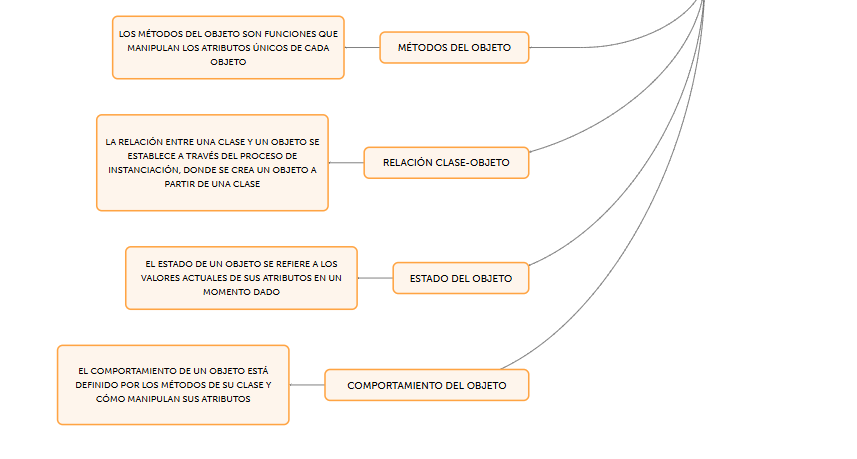 LOS MÉTODOS DEL OBJETO SON FUNCIONES QUE
MANIPULAN LOS ATRIBUTOS ÚNICOS DE CADA
OBJETO
MÉTODOS DEL OBJETO
LA RELACIÓN ENTRE UNA CLASE Y UN OBJETO SE
ESTABLECE A TRAVÉS DEL PROCESO DE
INSTANCIACIÓN, DONDE SE CREA UN OBJETO A
PARTIR DE UNA CLASE
RELACIÓN CLASE-OBJETO
EL ESTADO DE UN OBJETO SE REFIERE A LOS
VALORES ACTUALES DE SUS ATRIBUTOS EN UN
MOMENTO DADO
ESTADO DEL OBJETO
EL COMPORTAMIENTO DE UN OBJETO ESTÁ
DEFINIDO POR LOS MÉTODOS DE SU CLASE Y
CÓMO MANIPULAN SUS ATRIBUTOS
COMPORTAMIENTO DEL OBJETO